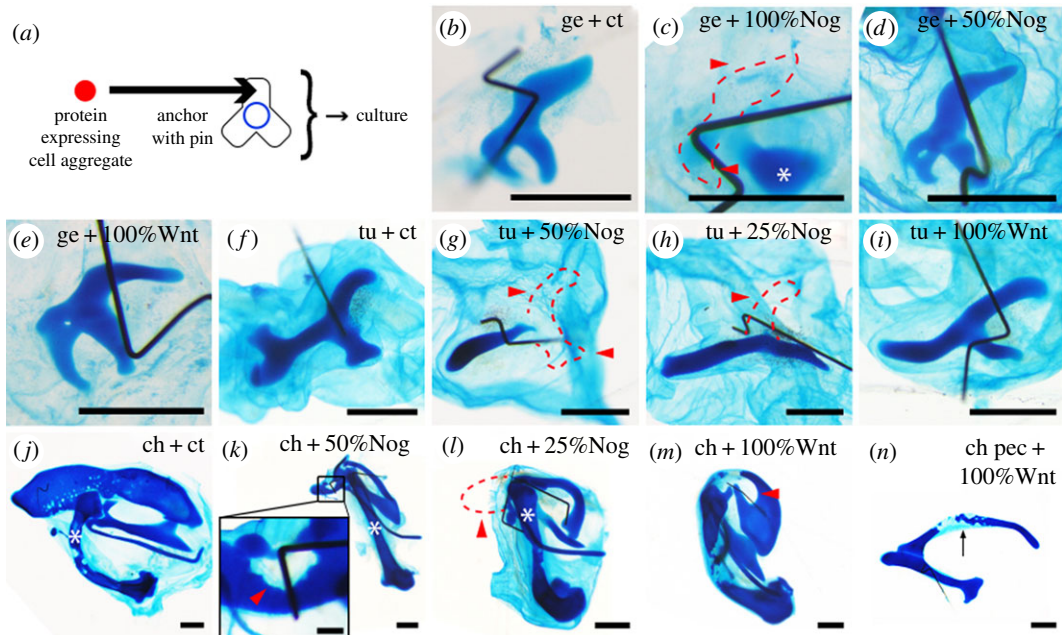 (a)
protein
expressing
cell aggregate
anchor
with pin
culture
(b) ge + ct
(c) ge + 100%Nog
*
(d) ge + 50%Nog
(e) ge + 100%Wnt
(f) tu + ct
(g) tu + 50%Nog
(h) tu + 25%Nog
(i) tu + 100%Wnt
(j) ch + ct
*
(k) ch + 50%Nog
*
(l) ch + 25%Nog
*
(m) ch + 100%Wnt
(n) ch pec +
100%Wnt